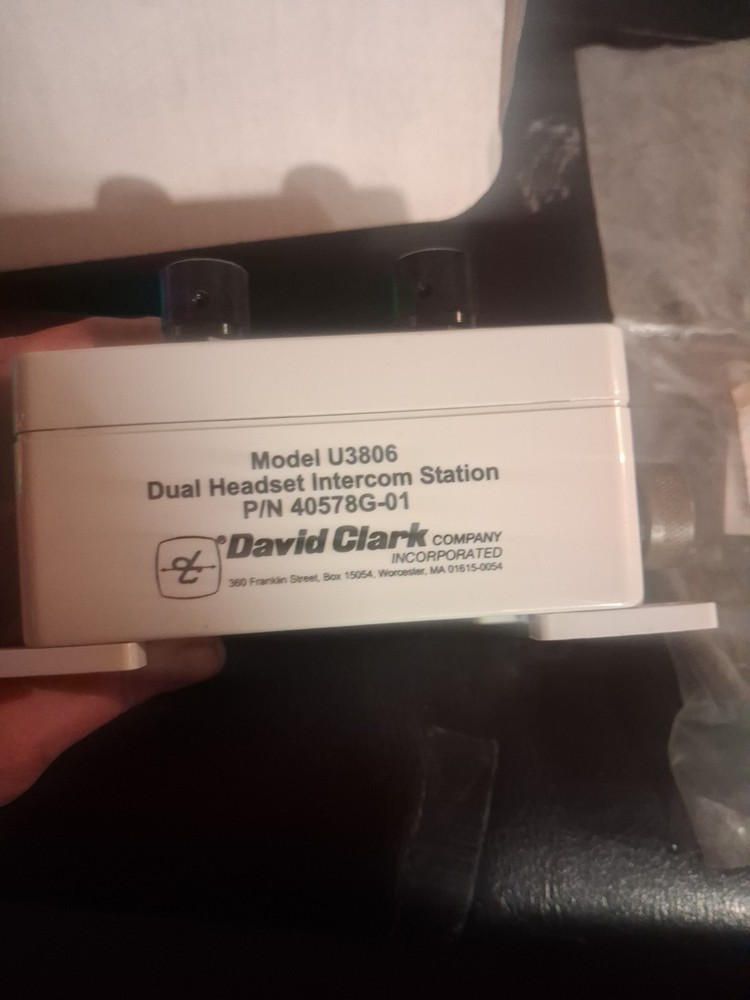 Model U3806
Dual Headset Intercom Station
P/N 40578G-01
®David Clark COMPANY
INCORPORATED
360 Franklin Street, Box 15054, Worcester, MA 01615-0054